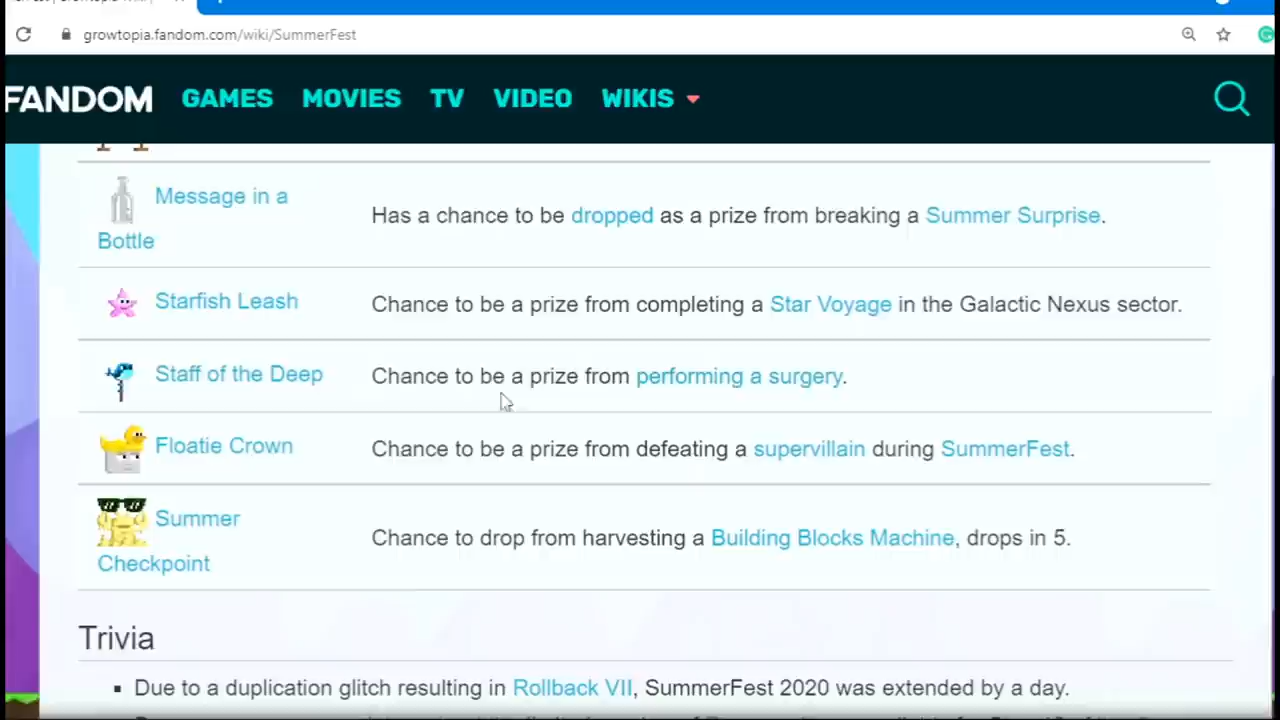 growtopia.fandom.com/wiki/SummerFest
FANDOM GAMES MOVIES TV VIDEO WIKIS
Message in a Bottle
Has a chance to be dropped as a prize from breaking a Summer Surprise.
Starfish Leash
Chance to be a prize from completing a Star Voyage in the Galactic Nexus sector.
Staff of the Deep
Chance to be a prize from performing a surgery.
Floatie Crown
Chance to be a prize from defeating a supervillain during SummerFest.
Summer Checkpoint
Chance to drop from harvesting a Building Blocks Machine, drops in 5.
Trivia
Due to a duplication glitch resulting in Rollback VII, SummerFest 2020 was extended by a day.